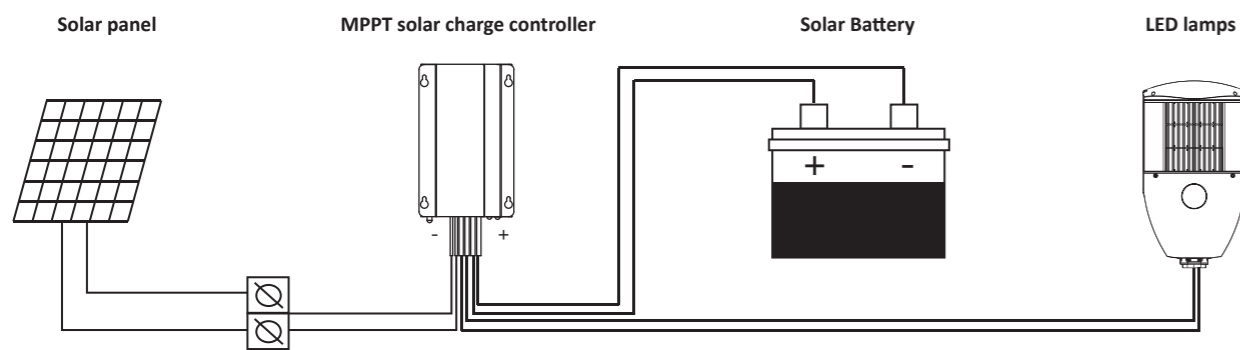 Solar panel
MPPT solar charge controller
Solar Battery
LED lamps
+ -
- +